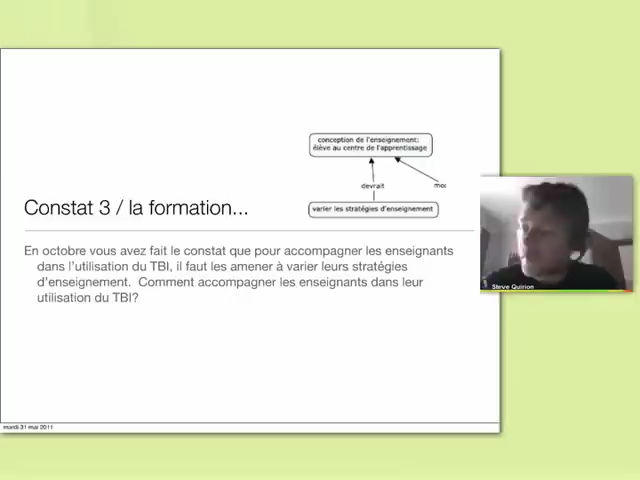 conception de l'enseignement:
élève au centre de l'apprentissage
devrait
varier les stratégies d'enseignement
Constat 3 / la formation...
En octobre vous avez fait le constat que pour accompagner les enseignants
dans l'utilisation du TBI, il faut les amener à varier leurs stratégies
d'enseignement. Comment accompagner les enseignants dans leur
utilisation du TBI?
Steve Quirion
mardi 31 mai 2011